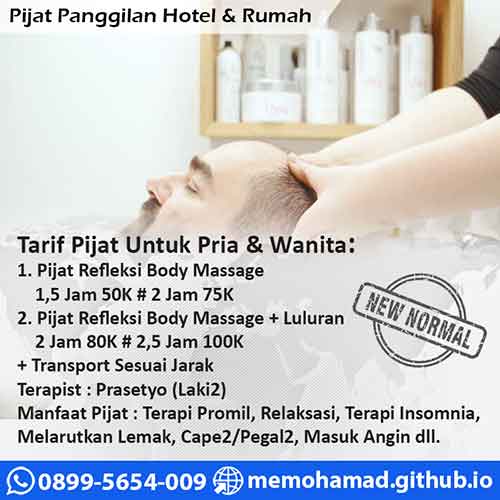 Pijat Panggilan Hotel & Rumah
Tarif Pijat Untuk Pria & Wanita:
1. Pijat Refleksi Body Massage
1,5 Jam 50K # 2 Jam 75K
2. Pijat Refleksi Body Massage + Luluran
2 Jam 80K # 2,5 Jam 100K
+ Transport Sesuai Jarak
Terapist : Prasetyo (Laki2)
Manfaat Pijat : Terapi Promil, Relaksasi, Terapi Insomnia,
Melarutkan Lemak, Cape2/Pegal2, Masuk Angin dll.
NEW NORMAL
0899-5654-009 memohamad.github.io